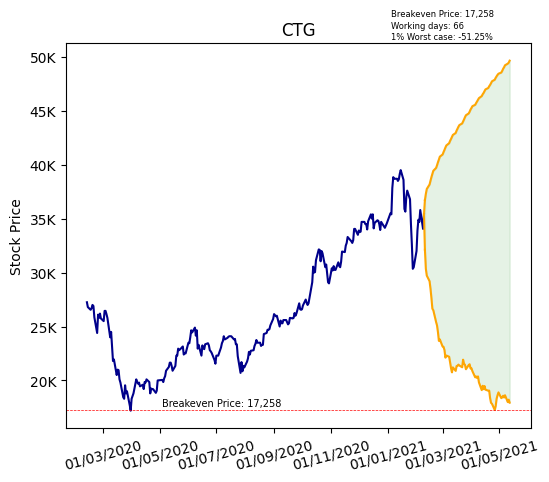 Breakeven Price: 17,258
Working days: 66
1% Worst case: -51.25%
CTG
50K
45K
40K
35K
30K
25K
20K
Stock Price
Breakeven Price: 17,258
01/03/2020
01/05/2020
01/07/2020
01/09/2020
01/11/2020
01/01/2021
01/03/2021
01/05/2021